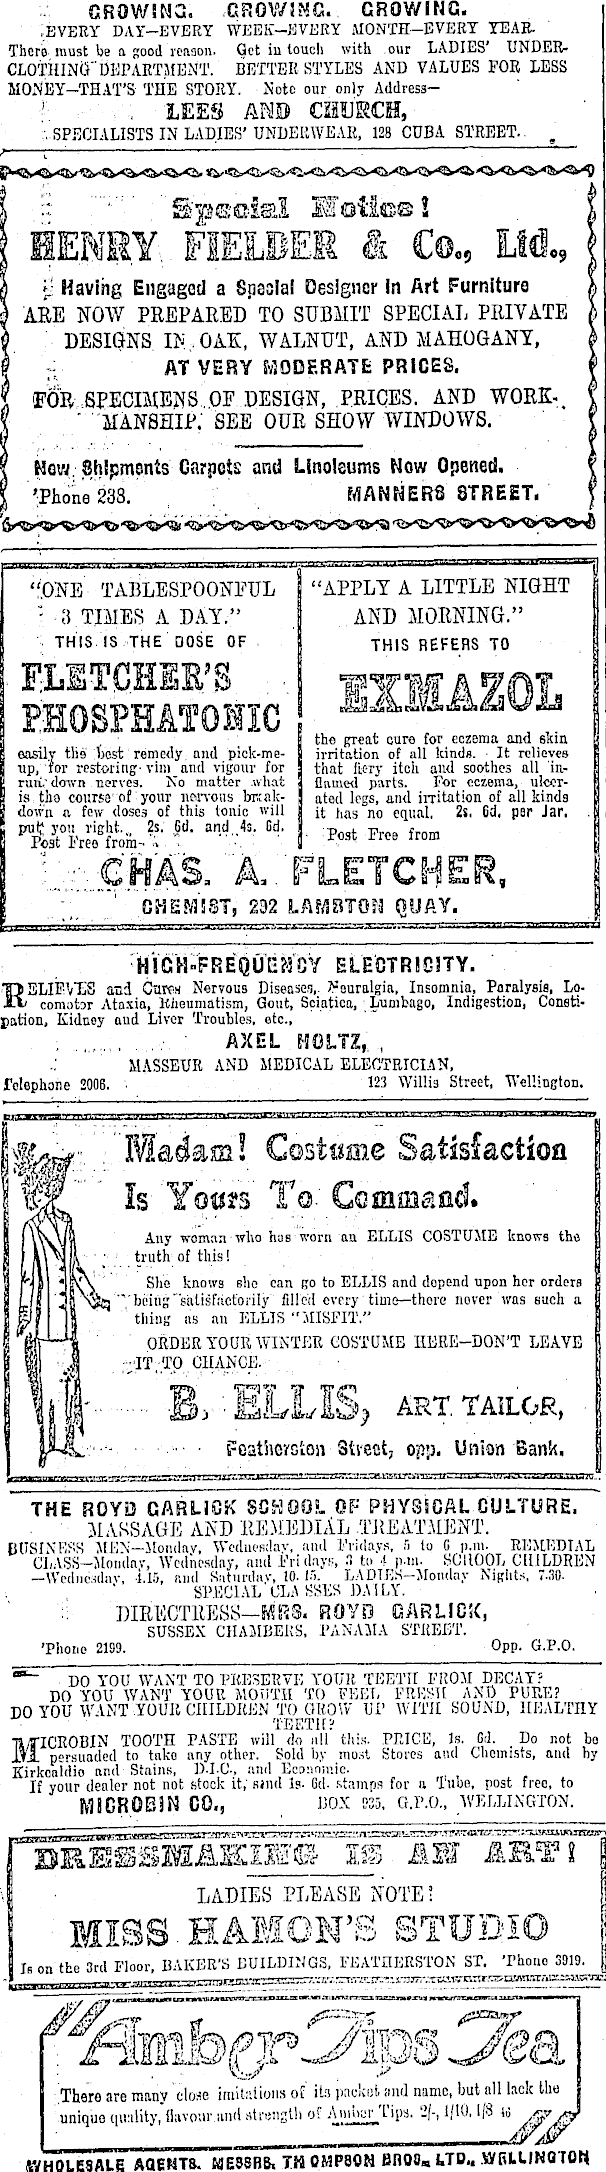 GROWING. GROWING. GROWING.
EVERY DAY—EVERY WEEK—EVERY MONTH—EVERY YEAR.
There must be a good reason. Get in touch with our LADIES' UNDER-
CLOTHING DEPARTMENT. BETTER STYLES AND VALUES FOR LESS
MONEY—THAT'S THE STORY. Note our only Address—
LEES AND CHURCH,
SPECIALISTS IN LADIES' UNDERWEAR, 128 CUBA STREET.
Special Notice!
HENRY FIELDER & Co., Ltd.,
Having Engaged a Special Designer in Art Furniture
ARE NOW PREPARED TO SUBMIT SPECIAL PRIVATE
DESIGNS IN OAK, WALNUT, AND MAHOGANY,
AT VERY MODERATE PRICES.
FOR SPECIMENS OF DESIGN, PRICES, AND WORK-
MANSHIP, SEE OUR SHOW WINDOWS.
New Shipments Carpets and Linoleums Now Opened.
'Phone 238. MANNERS STREET.
"ONE TABLESPOONFUL
3 TIMES A DAY."
THIS IS THE DOSE OF
FLETCHER'S
PHOSPHATONIC
easily the best remedy and pick-me-
up, for restoring vim and vigour for
run down nerves. No matter what
is the course of your nervous break-
down a few doses of this tonic will
put you right. 2s. 6d. and 4s. 6d.
Post Free from—
"APPLY A LITTLE NIGHT
AND MORNING."
THIS REFERS TO
EXMAZOL
the great cure for eczema and skin
irritation of all kinds. It relieves
that fiery itch and soothes all in-
flamed parts. For eczema, ulcer-
ated legs, and irritation of all kinds
it has no equal. 2s. 6d. per Jar.
Post Free from
CHAS. A. FLETCHER,
CHEMIST, 202 LAMBTON QUAY.
HIGH-FREQUENCY ELECTRICITY.
RELIEVES and Cures Nervous Diseases, Neuralgia, Insomnia, Paralysis, Lo-
comotor Ataxia, Rheumatism, Gout, Sciatica, Lumbago, Indigestion, Consti-
pation, Kidney and Liver Troubles, etc.,
AXEL HOLTZ,
MASSEUR AND MEDICAL ELECTRICIAN,
Telephone 2006. 123 Willis Street, Wellington.
Madam! Costume Satisfaction
Is Yours To Command.
Any woman who has worn an ELLIS COSTUME knows the
truth of this!
She knows she can go to ELLIS and depend upon her orders
being satisfactorily filled every time—there never was such a
thing as an ELLIS "MISFIT."
ORDER YOUR WINTER COSTUME HERE—DON'T LEAVE
IT TO CHANCE.
B. ELLIS, ART TAILOR,
Featherston Street, opp. Union Bank.
THE ROYD GARLICK SCHOOL OF PHYSICAL CULTURE.
MASSAGE AND REMEDIAL TREATMENT.
BUSINESS MEN—Monday, Wednesday, and Fridays, 5 to 6 p.m. REMEDIAL
CLASS—Monday, Wednesday, and Fridays, 3 to 4 p.m. SCHOOL CHILDREN
—Wednesday, 4.15, and Saturday, 10.15. LADIES—Monday Nights, 7.30.
SPECIAL CLASSES DAILY.
DIRECTRESS—MRS. ROYD GARLICK,
SUSSEX CHAMBERS, PANAMA STREET.
'Phone 2199. Opp. G.P.O.
DO YOU WANT TO PRESERVE YOUR TEETH FROM DECAY?
DO YOU WANT YOUR MOUTH TO FEEL FRESH AND PURE?
DO YOU WANT YOUR CHILDREN TO GROW UP WITH SOUND, HEALTHY
TEETH?
MICROBIN TOOTH PASTE will do all this. PRICE, 1s. 6d. Do not be
persuaded to take any other. Sold by most Stores and Chemists, and by
Kirkcaldie and Stains, D.I.C., and Economic.
If your dealer not not stock it, send 1s. 6d. stamps for a Tube, post free, to
MICROBIN CO., BOX 935, G.P.O., WELLINGTON.
DRESSMAKING IS AN ART!
LADIES PLEASE NOTE!
MISS HAMON'S STUDIO
Is on the 3rd Floor, BAKER'S BUILDINGS, FEATHERSTON ST. 'Phone 3919.
Amber Tips Tea
There are many close imitations of its packet and name, but all lack the
unique quality, flavour and strength of Amber Tips. 2/-, 1/10, 1/8 46
WHOLESALE AGENTS. MESSRS. THOMPSON BROS., LTD., WELLINGTON